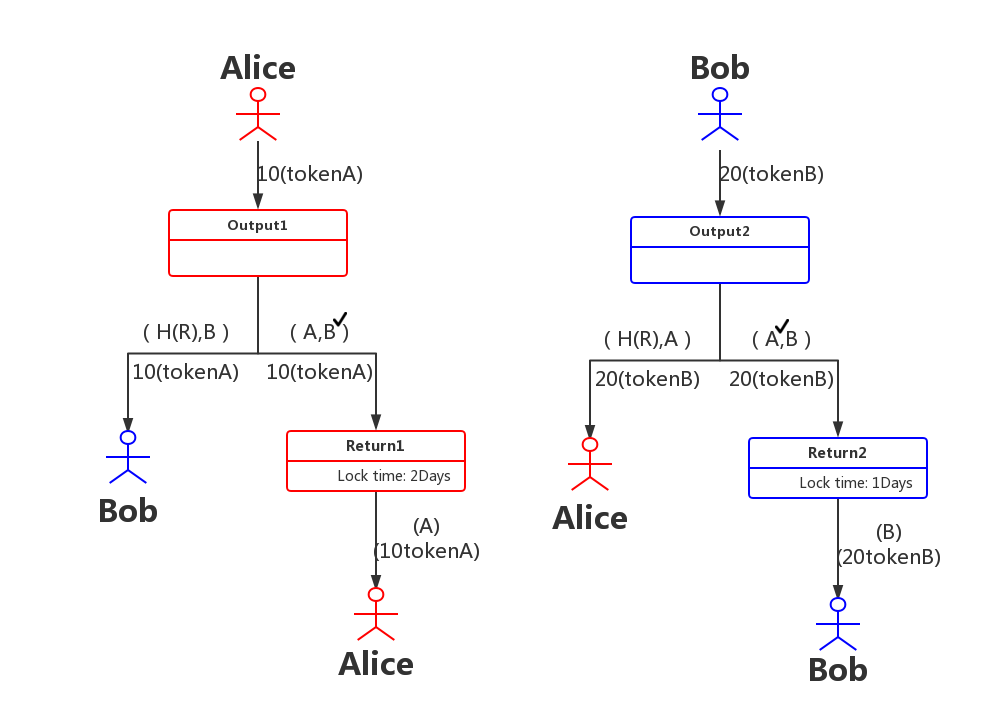 Alice
10(tokenA)
Output1
( H(R),B )
( A,B )
10(tokenA)
10(tokenA)
Bob
Return1
Lock time: 2Days
(A)
(10tokenA)
Alice
Bob
20(tokenB)
Output2
( H(R),A )
( A,B )
20(tokenB)
20(tokenB)
Alice
Return2
Lock time: 1Days
(B)
(20tokenB)
Bob